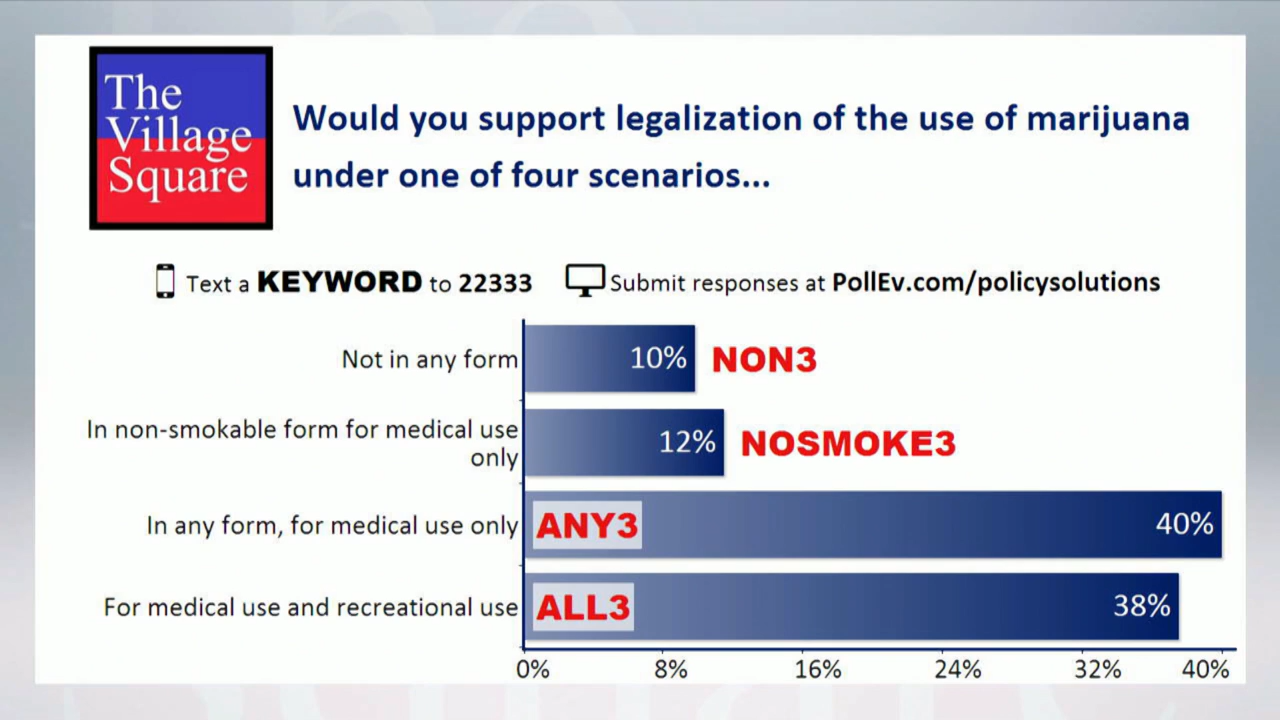 The
Village
Square
Would you support legalization of the use of marijuana
under one of four scenarios...
Text a KEYWORD to 22333 Submit responses at PollEv.com/policysolutions
Not in any form 10% NON3
In non-smokable form for medical use
only 12% NOSMOKE3
In any form, for medical use only ANY3 40%
For medical use and recreational use ALL3 38%
0% 8% 16% 24% 32% 40%